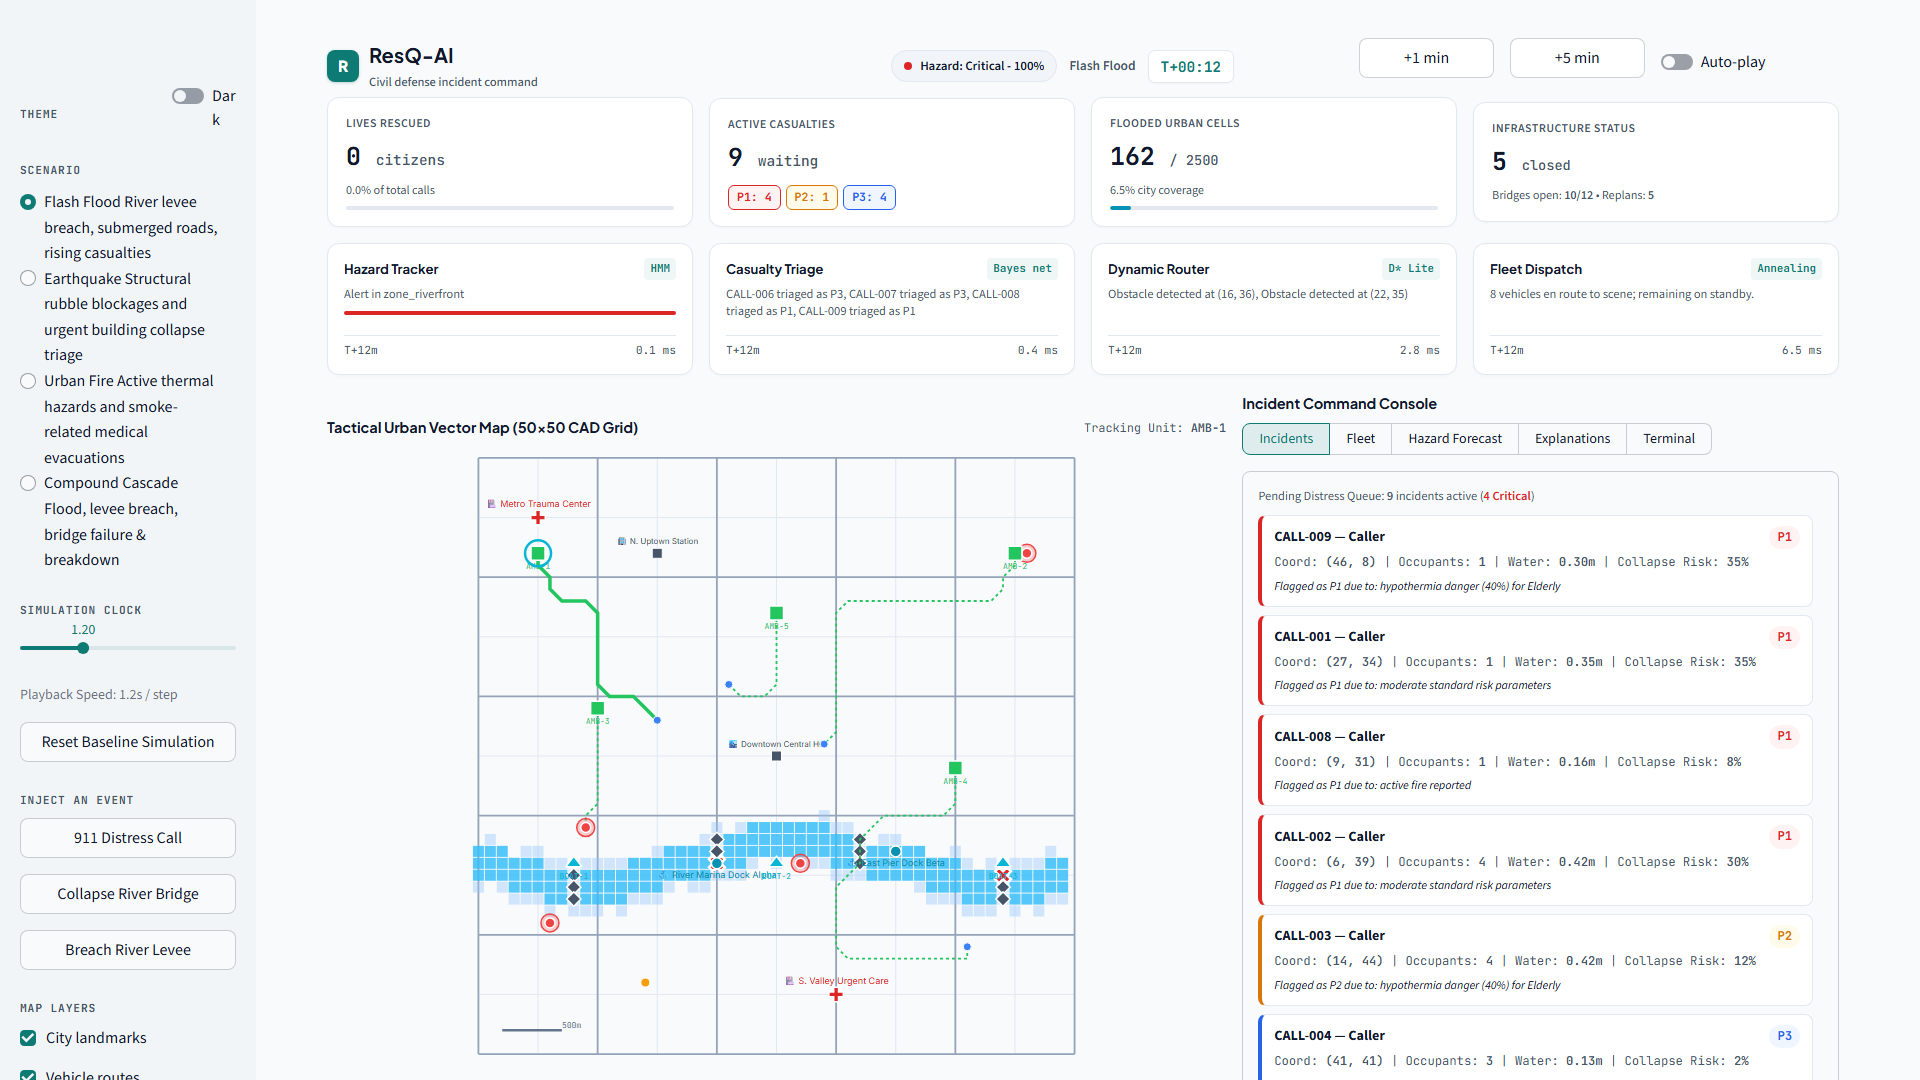 THEME
Dar
k
SCENARIO
Flash Flood River levee
breach, submerged roads,
rising casualties
Earthquake Structural
rubble blockages and
urgent building collapse
triage
Urban Fire Active thermal
hazards and smoke-
related medical
evacuations
Compound Cascade
Flood, levee breach,
bridge failure &
breakdown
SIMULATION CLOCK
1.20
Playback Speed: 1.2s / step
Reset Baseline Simulation
INJECT AN EVENT
911 Distress Call
Collapse River Bridge
Breach River Levee
MAP LAYERS
City landmarks
Vehicle routes
R
ResQ-AI
Civil defense incident command
Hazard: Critical - 100%
Flash Flood
T+00:12
+1 min
+5 min
Auto-play
LIVES RESCUED
0 citizens
0.0% of total calls
ACTIVE CASUALTIES
9 waiting
P1: 4
P2: 1
P3: 4
FLOODED URBAN CELLS
162 / 2500
6.5% city coverage
INFRASTRUCTURE STATUS
5 closed
Bridges open: 10/12 • Replans: 5
Hazard Tracker
HMM
Alert in zone_riverfront
T+12m
0.1 ms
Casualty Triage
Bayes net
CALL-006 triaged as P3, CALL-007 triaged as P3, CALL-008
triaged as P1, CALL-009 triaged as P1
T+12m
0.4 ms
Dynamic Router
D* Lite
Obstacle detected at (16, 36), Obstacle detected at (22, 35)
T+12m
2.8 ms
Fleet Dispatch
Annealing
8 vehicles en route to scene; remaining on standby.
T+12m
6.5 ms
Tactical Urban Vector Map (50×50 CAD Grid)
Tracking Unit: AMB-1
Metro Trauma Center
N. Uptown Station
AMB-2
AMB-5
AMB-3
Downtown Central
AMB-4
East Pier Dock Beta
River Marina Dock Alpha
S. Valley Urgent Care
500m
Incident Command Console
Incidents
Fleet
Hazard Forecast
Explanations
Terminal
Pending Distress Queue: 9 incidents active (4 Critical)
CALL-009 — Caller
P1
Coord: (46, 8) | Occupants: 1 | Water: 0.30m | Collapse Risk: 35%
Flagged as P1 due to: hypothermia danger (40%) for Elderly
CALL-001 — Caller
P1
Coord: (27, 34) | Occupants: 1 | Water: 0.35m | Collapse Risk: 35%
Flagged as P1 due to: moderate standard risk parameters
CALL-008 — Caller
P1
Coord: (9, 31) | Occupants: 1 | Water: 0.16m | Collapse Risk: 8%
Flagged as P1 due to: active fire reported
CALL-002 — Caller
P1
Coord: (6, 39) | Occupants: 4 | Water: 0.42m | Collapse Risk: 30%
Flagged as P1 due to: moderate standard risk parameters
CALL-003 — Caller
P2
Coord: (14, 44) | Occupants: 4 | Water: 0.42m | Collapse Risk: 12%
Flagged as P2 due to: hypothermia danger (40%) for Elderly
CALL-004 — Caller
P3
Coord: (41, 41) | Occupants: 3 | Water: 0.13m | Collapse Risk: 2%